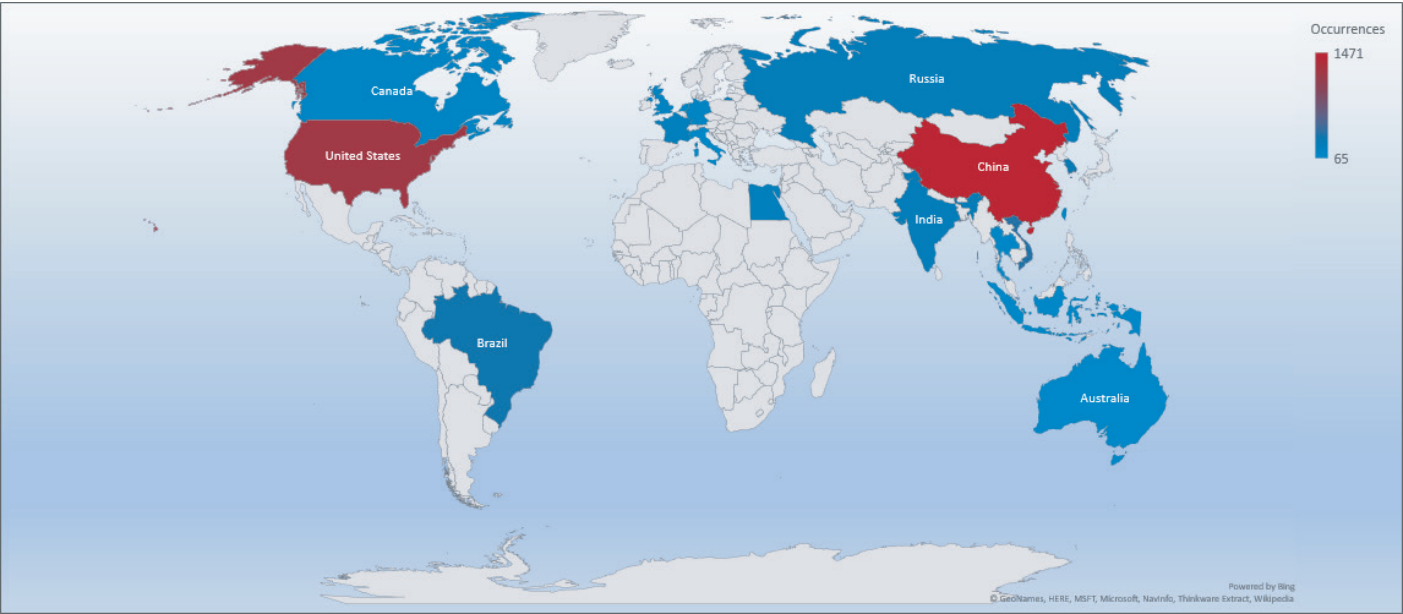 Occurrences
1471
65
Canada
Russia
United States
China
India
Brazil
Australia
Powered by Bing
© GeoNames, HERE, MSFT, Microsoft, NavInfo, Thinkware Extract, Wikipedia